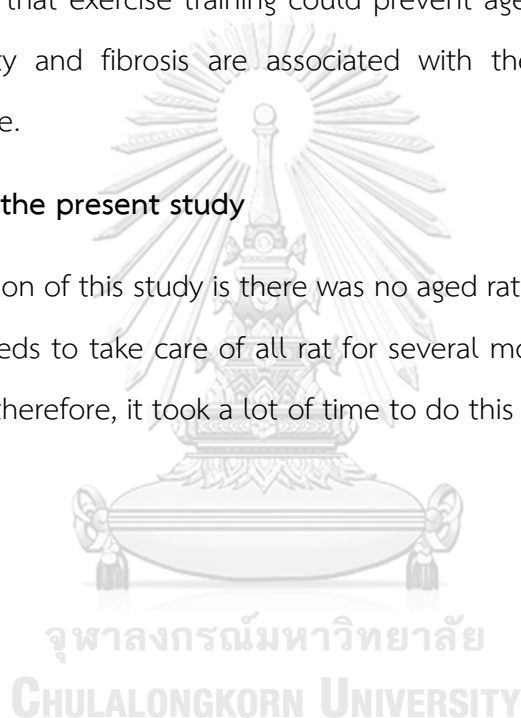 that exercise training could prevent age
ty and fibrosis are associated with the
e.
the present study
ion of this study is there was no aged rat
eds to take care of all rat for several mo
therefore, it took a lot of time to do this
จุฬาลงกรณ์มหาวิทยาลัย
CHULALONGKORN UNIVERSITY